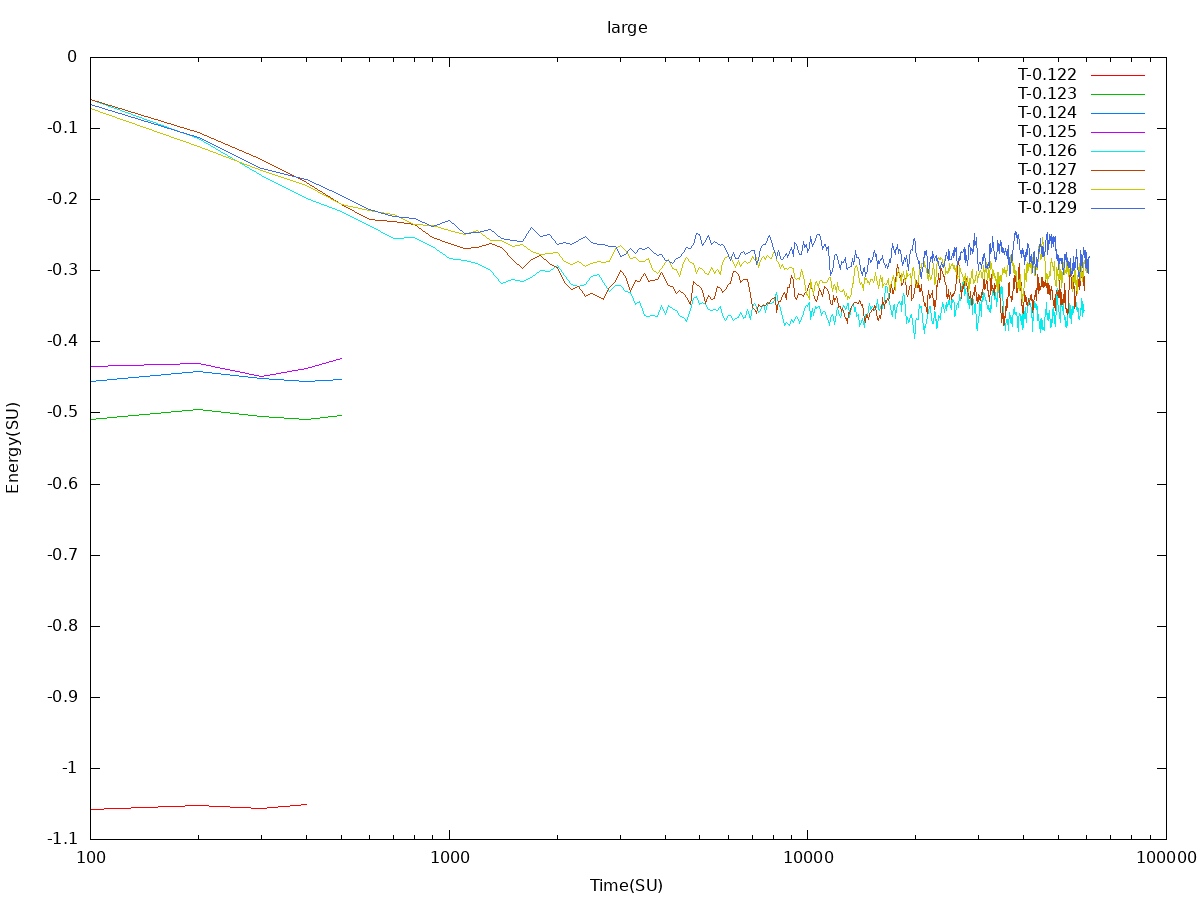 large
T-0.122
T-0.123
T-0.124
T-0.125
T-0.126
T-0.127
T-0.128
T-0.129
0
-0.1
-0.2
-0.3
-0.4
-0.5
-0.6
-0.7
-0.8
-0.9
-1
-1.1
Energy(SU)
100 1000 10000 100000
Time(SU)